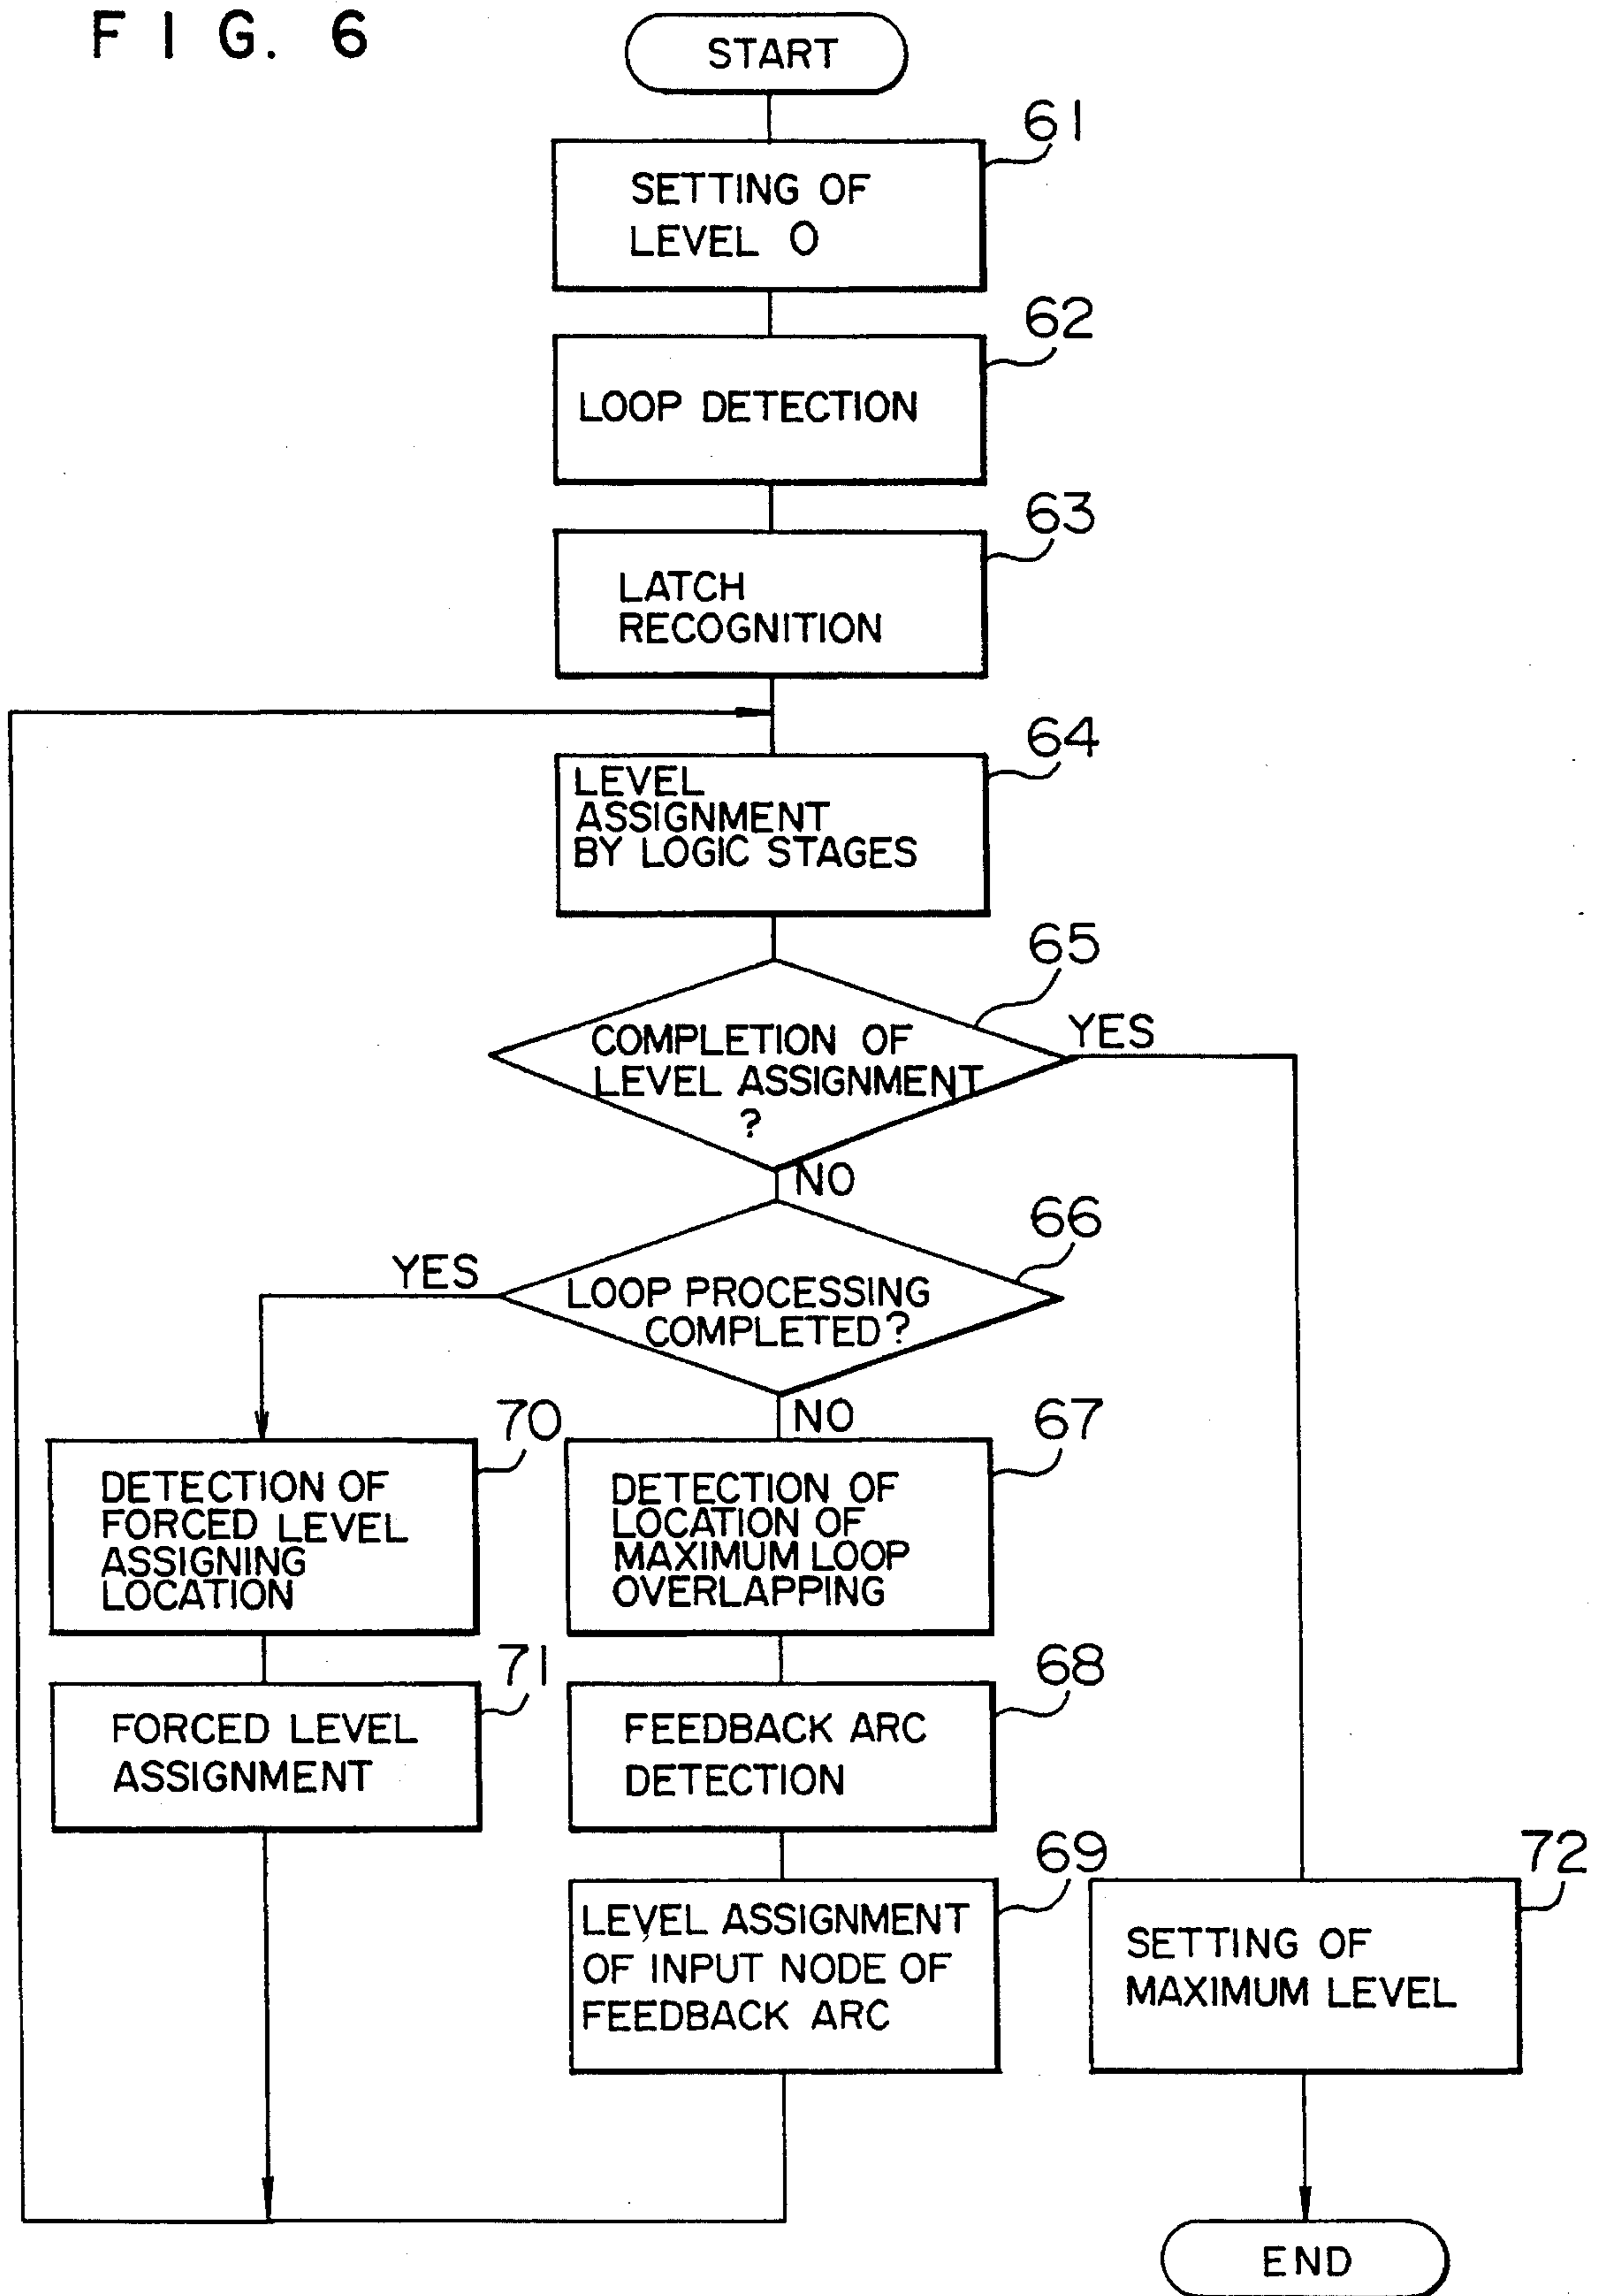 FIG. 6
START
61
SETTING OF
LEVEL 0
62
LOOP DETECTION
63
LATCH
RECOGNITION
64
LEVEL
ASSIGNMENT
BY LOGIC STAGES
65
COMPLETION OF
LEVEL ASSIGNMENT
?
YES
NO
66
YES
LOOP PROCESSING
COMPLETED?
NO
70
DETECTION OF
FORCED LEVEL
ASSIGNING
LOCATION
67
DETECTION OF
LOCATION OF
MAXIMUM LOOP
OVERLAPPING
71
FORCED LEVEL
ASSIGNMENT
68
FEEDBACK ARC
DETECTION
69
LEVEL ASSIGNMENT
OF INPUT NODE OF
FEEDBACK ARC
72
SETTING OF
MAXIMUM LEVEL
END